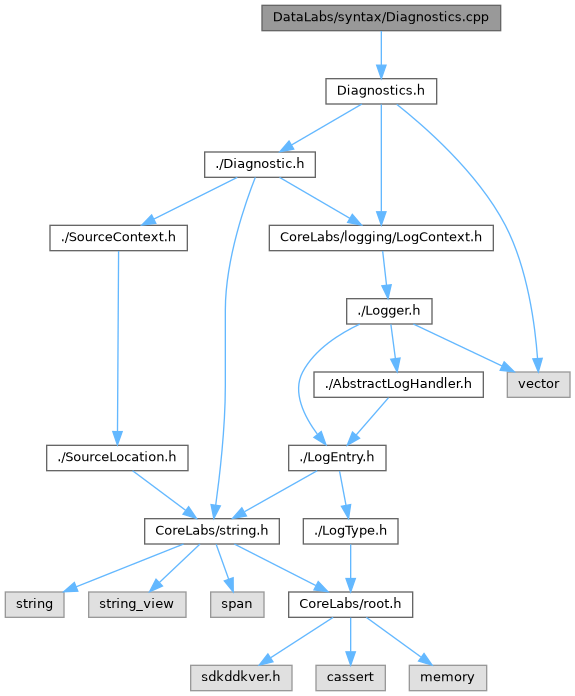 DataLabs/syntax/Diagnostics.cpp
Diagnostics.h
./Diagnostic.h
./SourceContext.h
CoreLabs/logging/LogContext.h
./Logger.h
./AbstractLogHandler.h
vector
./SourceLocation.h
./LogEntry.h
CoreLabs/string.h
./LogType.h
string
string_view
span
CoreLabs/root.h
sdkddkver.h
cassert
memory